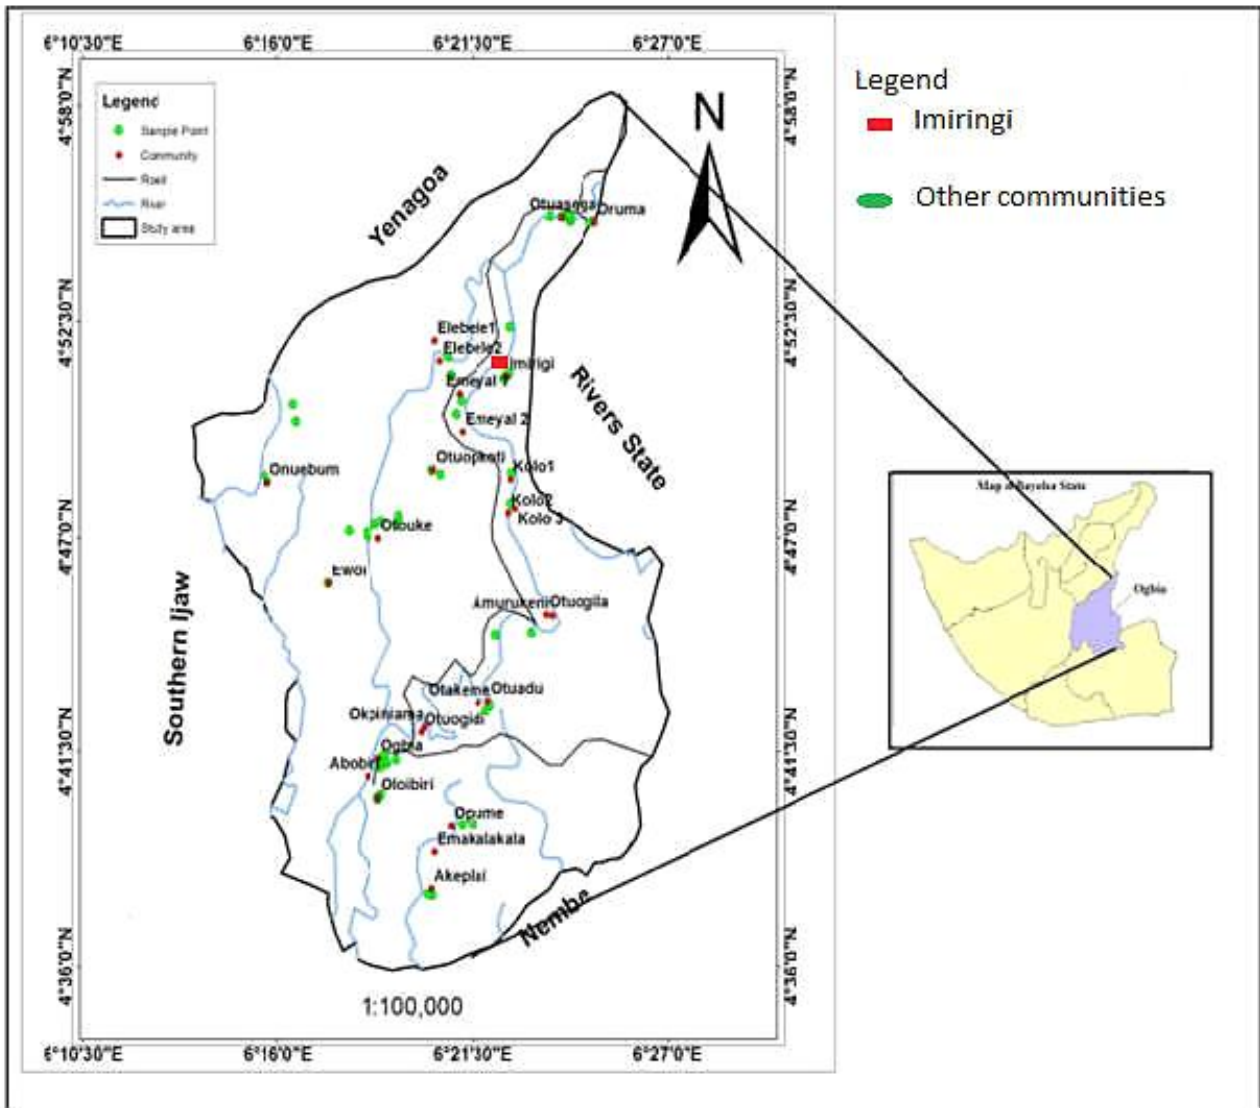 6°10'30"E 6°16'0"E 6°21'30"E 6°27'0"E
4°58'0"N
4°52'30"N
4°47'0"N
4°41'30"N
4°36'0"N
4°58'0"N
4°52'30"N
4°47'0"N
4°41'30"N
4°36'0"N
Legend
Sample Point
Community
Road
River
Study area
N
Legend
Imiringi
Other communities
Yenagoa
Rivers State
Southern Ijaw
Nembe
Otuasega
Oruma
Elebele1
Elebele2
Imirigi
Emeyal 1
Emeyal 2
Onuebum
Kolo1
Kolo2
Kolo 3
Otouke
Ewoi
Amurukeni
Otuogila
Otakeme
Otuadu
Okpiniama
Otuogidi
Ogbia
Oloibiri
Opume
Emakalakala
1:100,000
6°10'30"E 6°16'0"E 6°21'30"E 6°27'0"E
Ogbia